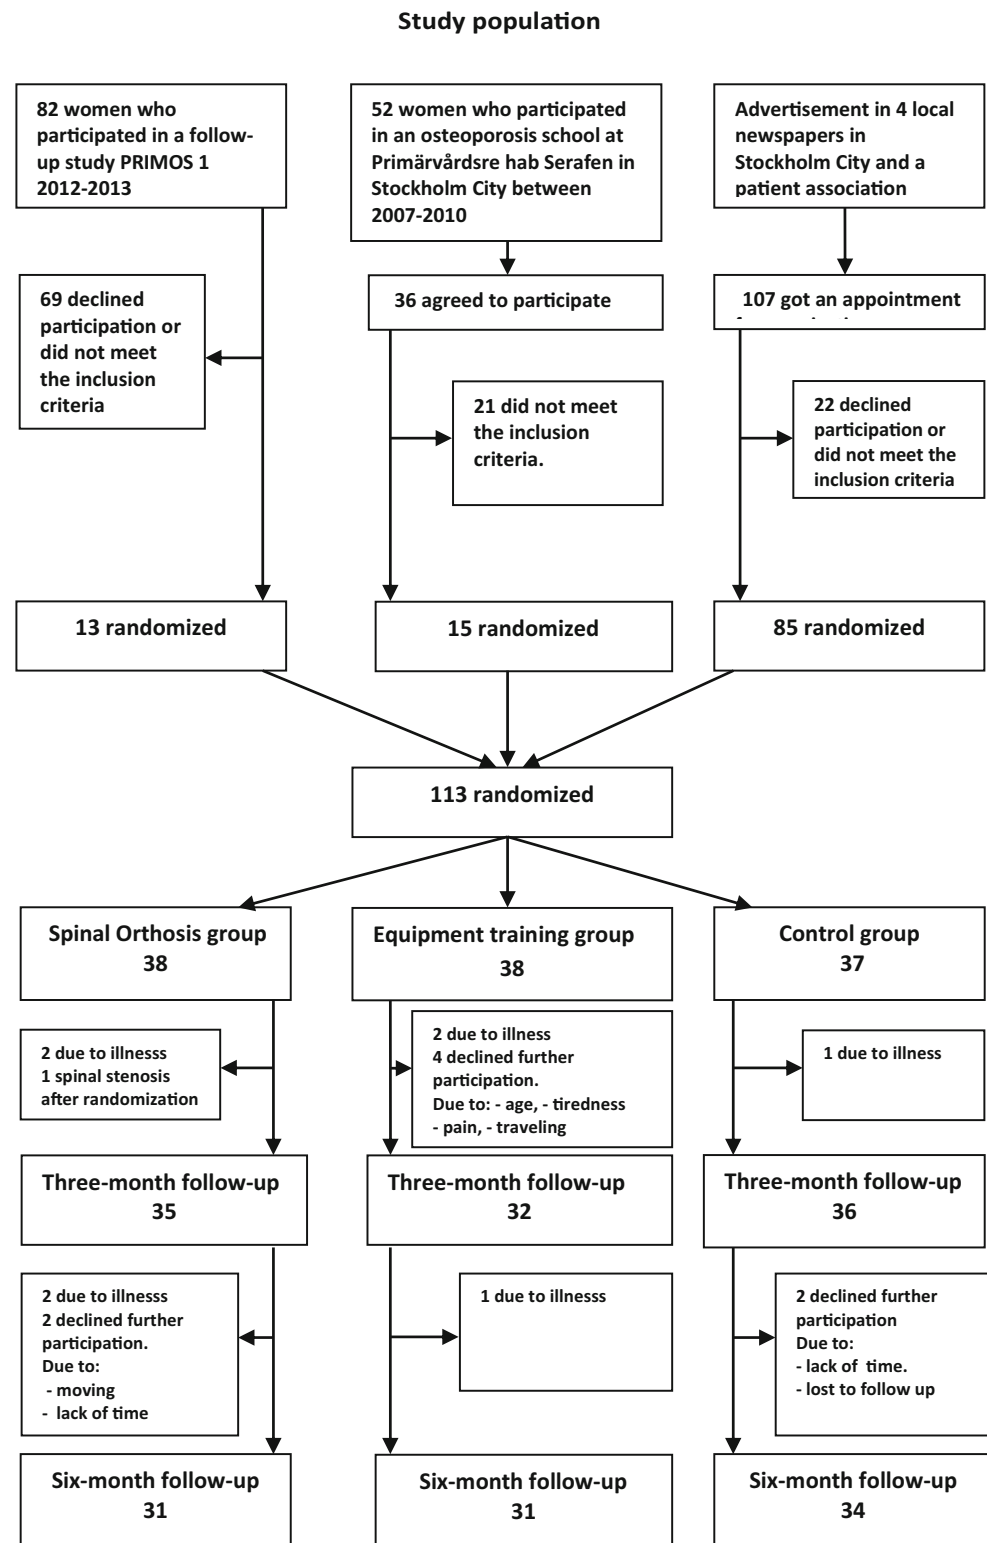 Study population
82 women who
participated in a follow-
up study PRIMOS 1
2012-2013
52 women who participated
in an osteoporosis school at
Primärvårdsre hab Serafen in
Stockholm City between
2007-2010
Advertisement in 4 local
newspapers in
Stockholm City and a
patient association
69 declined
participation or
did not meet
the inclusion
criteria
36 agreed to participate
107 got an appointment
21 did not meet
the inclusion
criteria.
22 declined
participation or
did not meet the
inclusion criteria
13 randomized
15 randomized
85 randomized
113 randomized
Spinal Orthosis group
38
Equipment training group
38
Control group
37
2 due to illnesss
1 spinal stenosis
after randomization
2 due to illness
4 declined further
participation.
Due to: - age, - tiredness
- pain, - traveling
1 due to illness
Three-month follow-up
35
Three-month follow-up
32
Three-month follow-up
36
2 due to illnesss
2 declined further
participation.
Due to:
- moving
- lack of time
1 due to illnesss
2 declined further
participation
Due to:
- lack of time.
- lost to follow up
Six-month follow-up
31
Six-month follow-up
31
Six-month follow-up
34